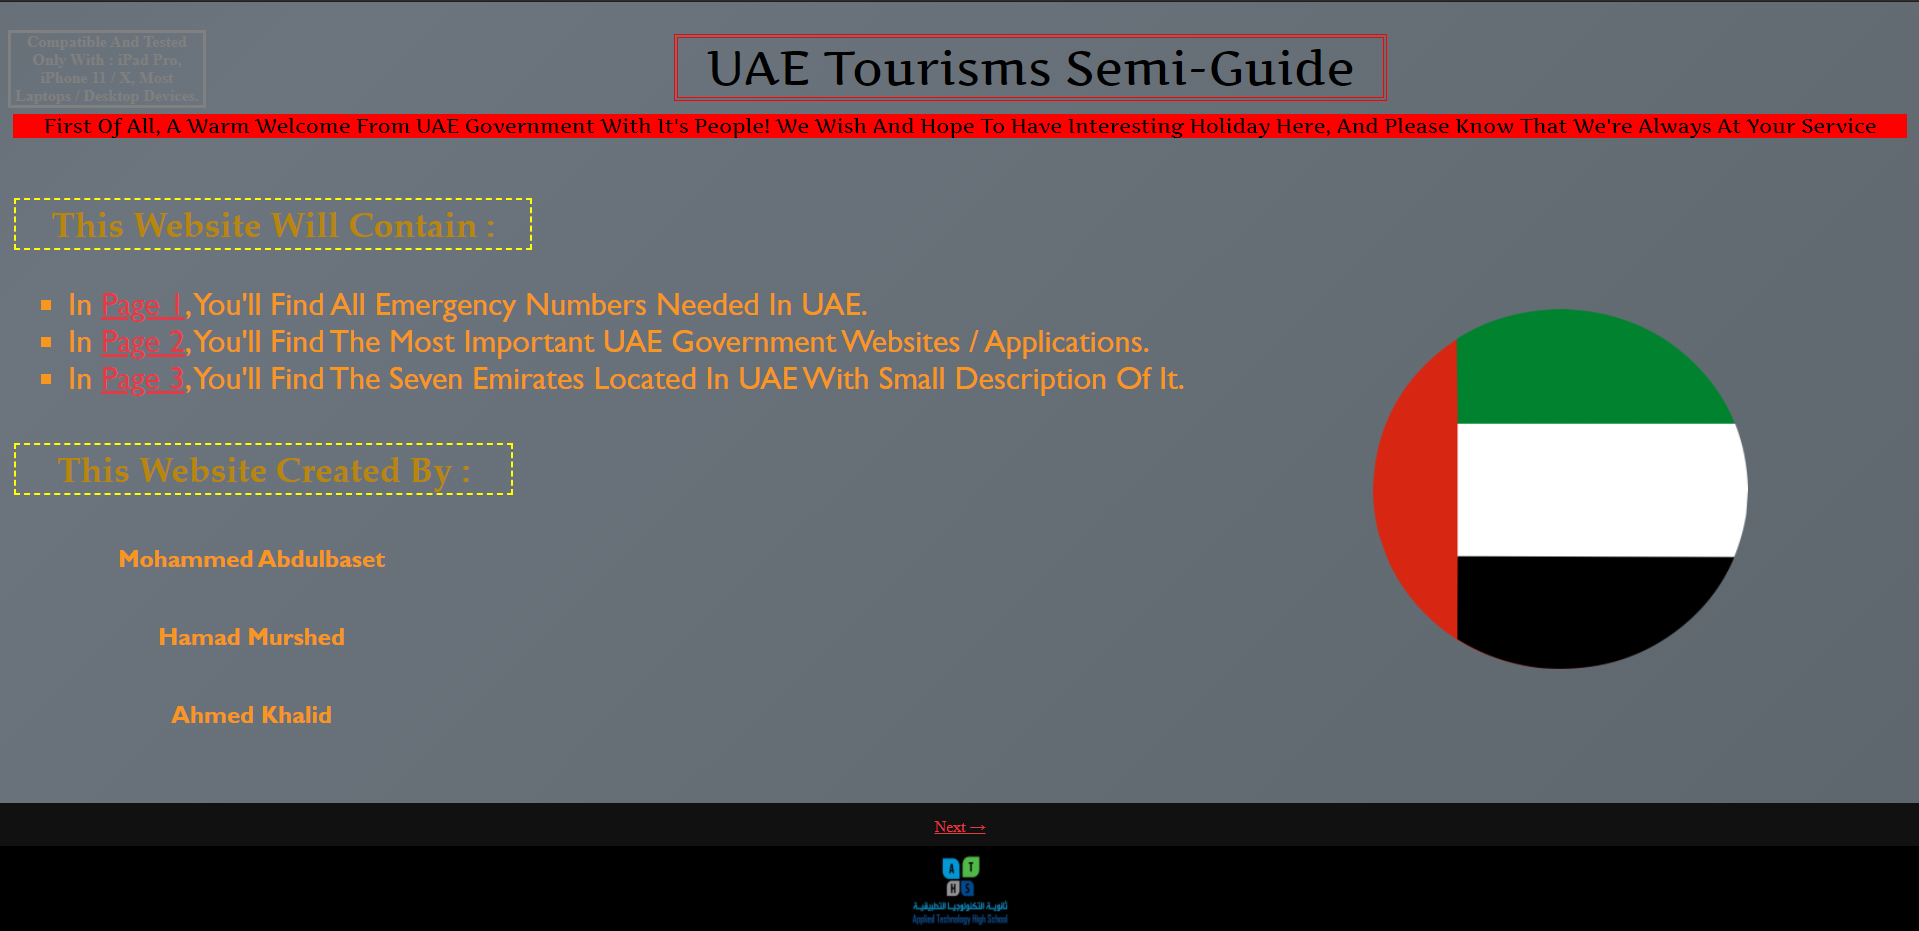 Compatible And Tested
Only With : iPad Pro,
iPhone 11 / X, Most
Laptops / Desktop Devices.
UAE Tourisms Semi-Guide
First Of All, A Warm Welcome From UAE Government With It's People! We Wish And Hope To Have Interesting Holiday Here, And Please Know That We're Always At Your Service
This Website Will Contain :
In Page 1, You'll Find All Emergency Numbers Needed In UAE.
In Page 2, You'll Find The Most Important UAE Government Websites / Applications.
In Page 3, You'll Find The Seven Emirates Located In UAE With Small Description Of It.
This Website Created By :
Mohammed Abdulbaset
Hamad Murshed
Ahmed Khalid
Next →
A T
H S
ثانوية التكنولوجيا التطبيقية
Applied Technology High School